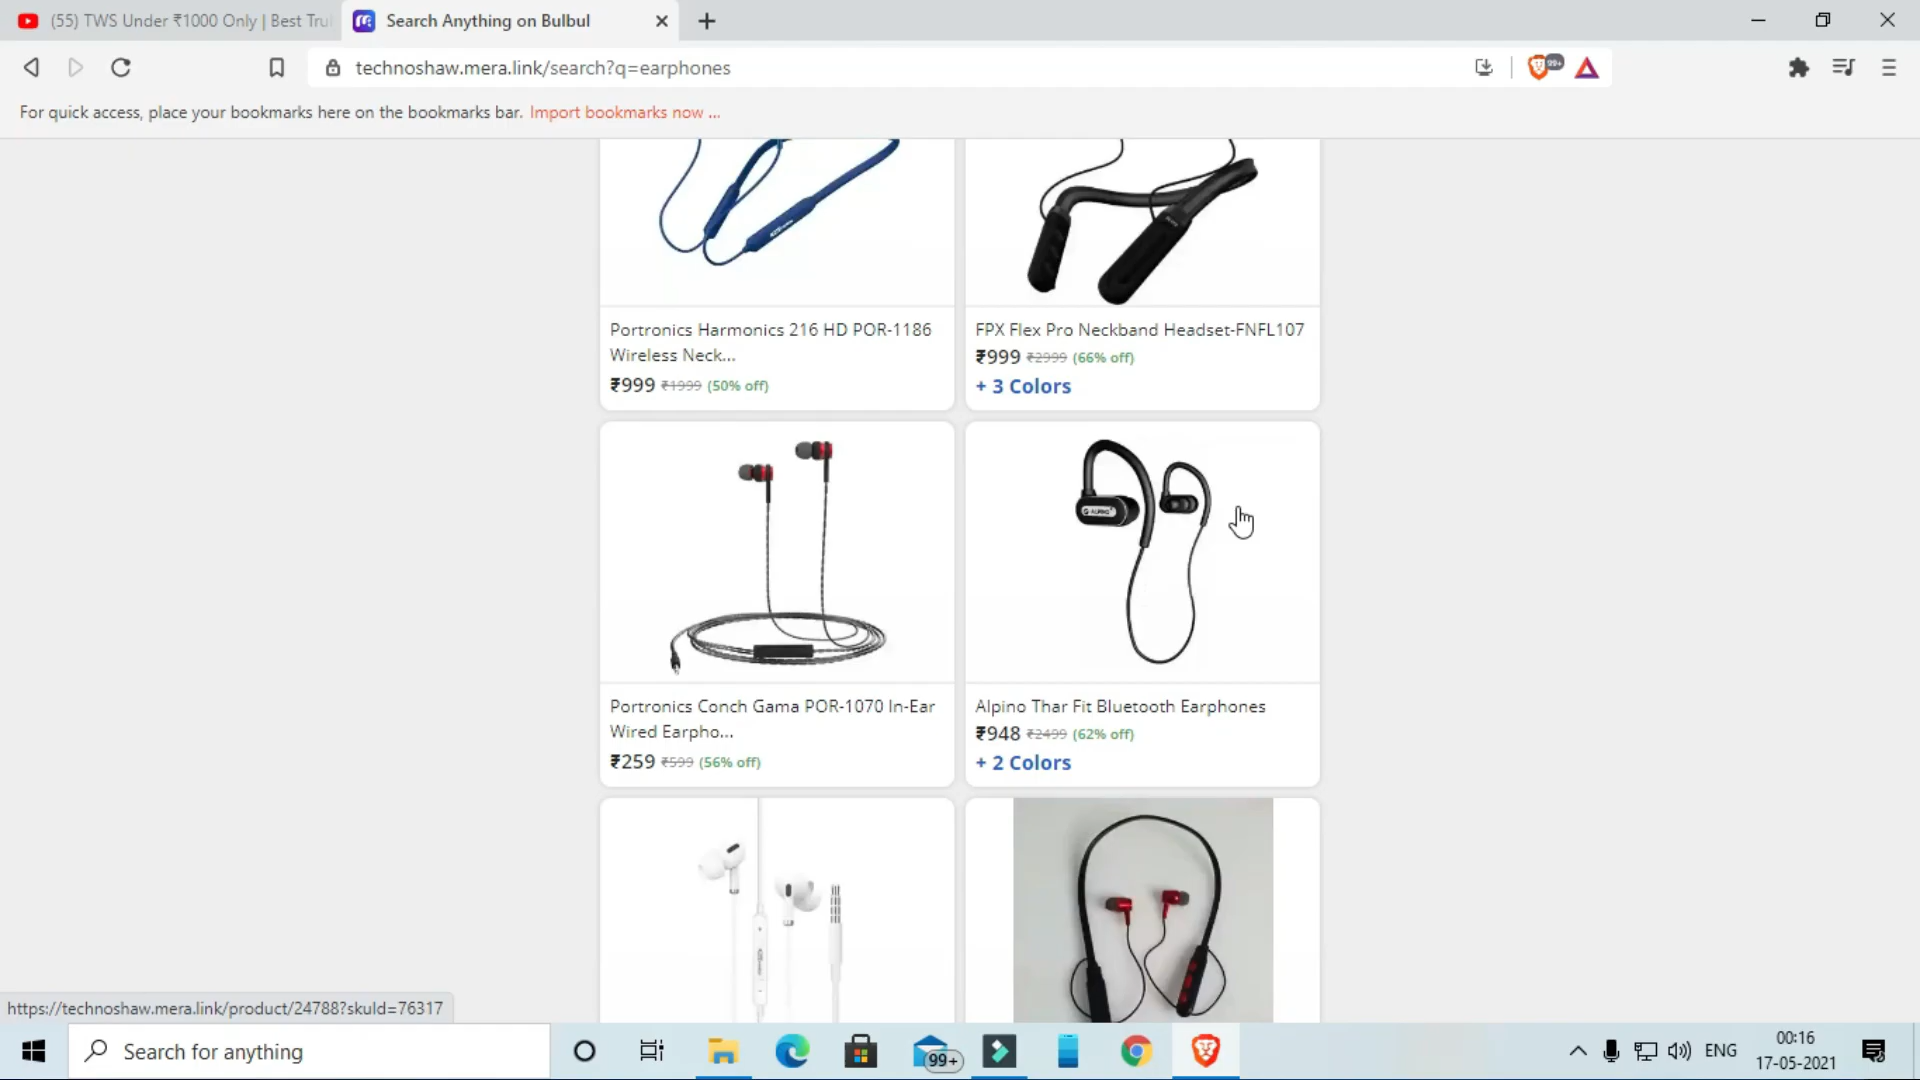 (55) TWS Under ₹1000 Only | Best Tru
Search Anything on Bulbul
technoshaw.mera.link/search?q=earphones
99+
For quick access, place your bookmarks here on the bookmarks bar. Import bookmarks now ...
Portronics Harmonics 216 HD POR-1186
Wireless Neck...
₹999 ₹1999 (50% off)
FPX Flex Pro Neckband Headset-FNFL107
₹999 ₹2999 (66% off)
+ 3 Colors
ALPINO
Portronics Conch Gama POR-1070 In-Ear
Wired Earpho...
₹259 ₹599 (56% off)
Alpino Thar Fit Bluetooth Earphones
₹948 ₹2499 (62% off)
+ 2 Colors
https://technoshaw.mera.link/product/24788?skuId=76317
Search for anything
99+
ENG
00:16
17-05-2021